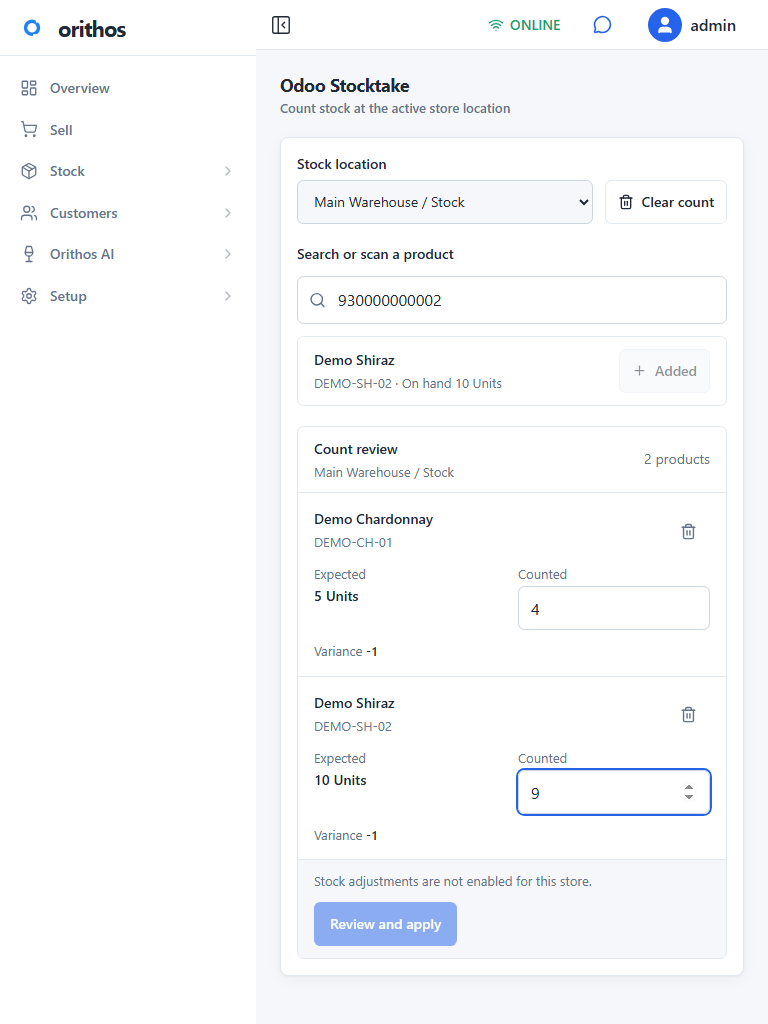 orithos
ONLINE
admin
Overview
Sell
Stock
Customers
Orithos AI
Setup
Odoo Stocktake
Count stock at the active store location
Stock location
Main Warehouse / Stock
Clear count
Search or scan a product
930000000002
Demo Shiraz
DEMO-SH-02 · On hand 10 Units
+ Added
Count review
Main Warehouse / Stock
2 products
Demo Chardonnay
DEMO-CH-01
Expected
Counted
5 Units
4
Variance -1
Demo Shiraz
DEMO-SH-02
Expected
Counted
10 Units
9
Variance -1
Stock adjustments are not enabled for this store.
Review and apply